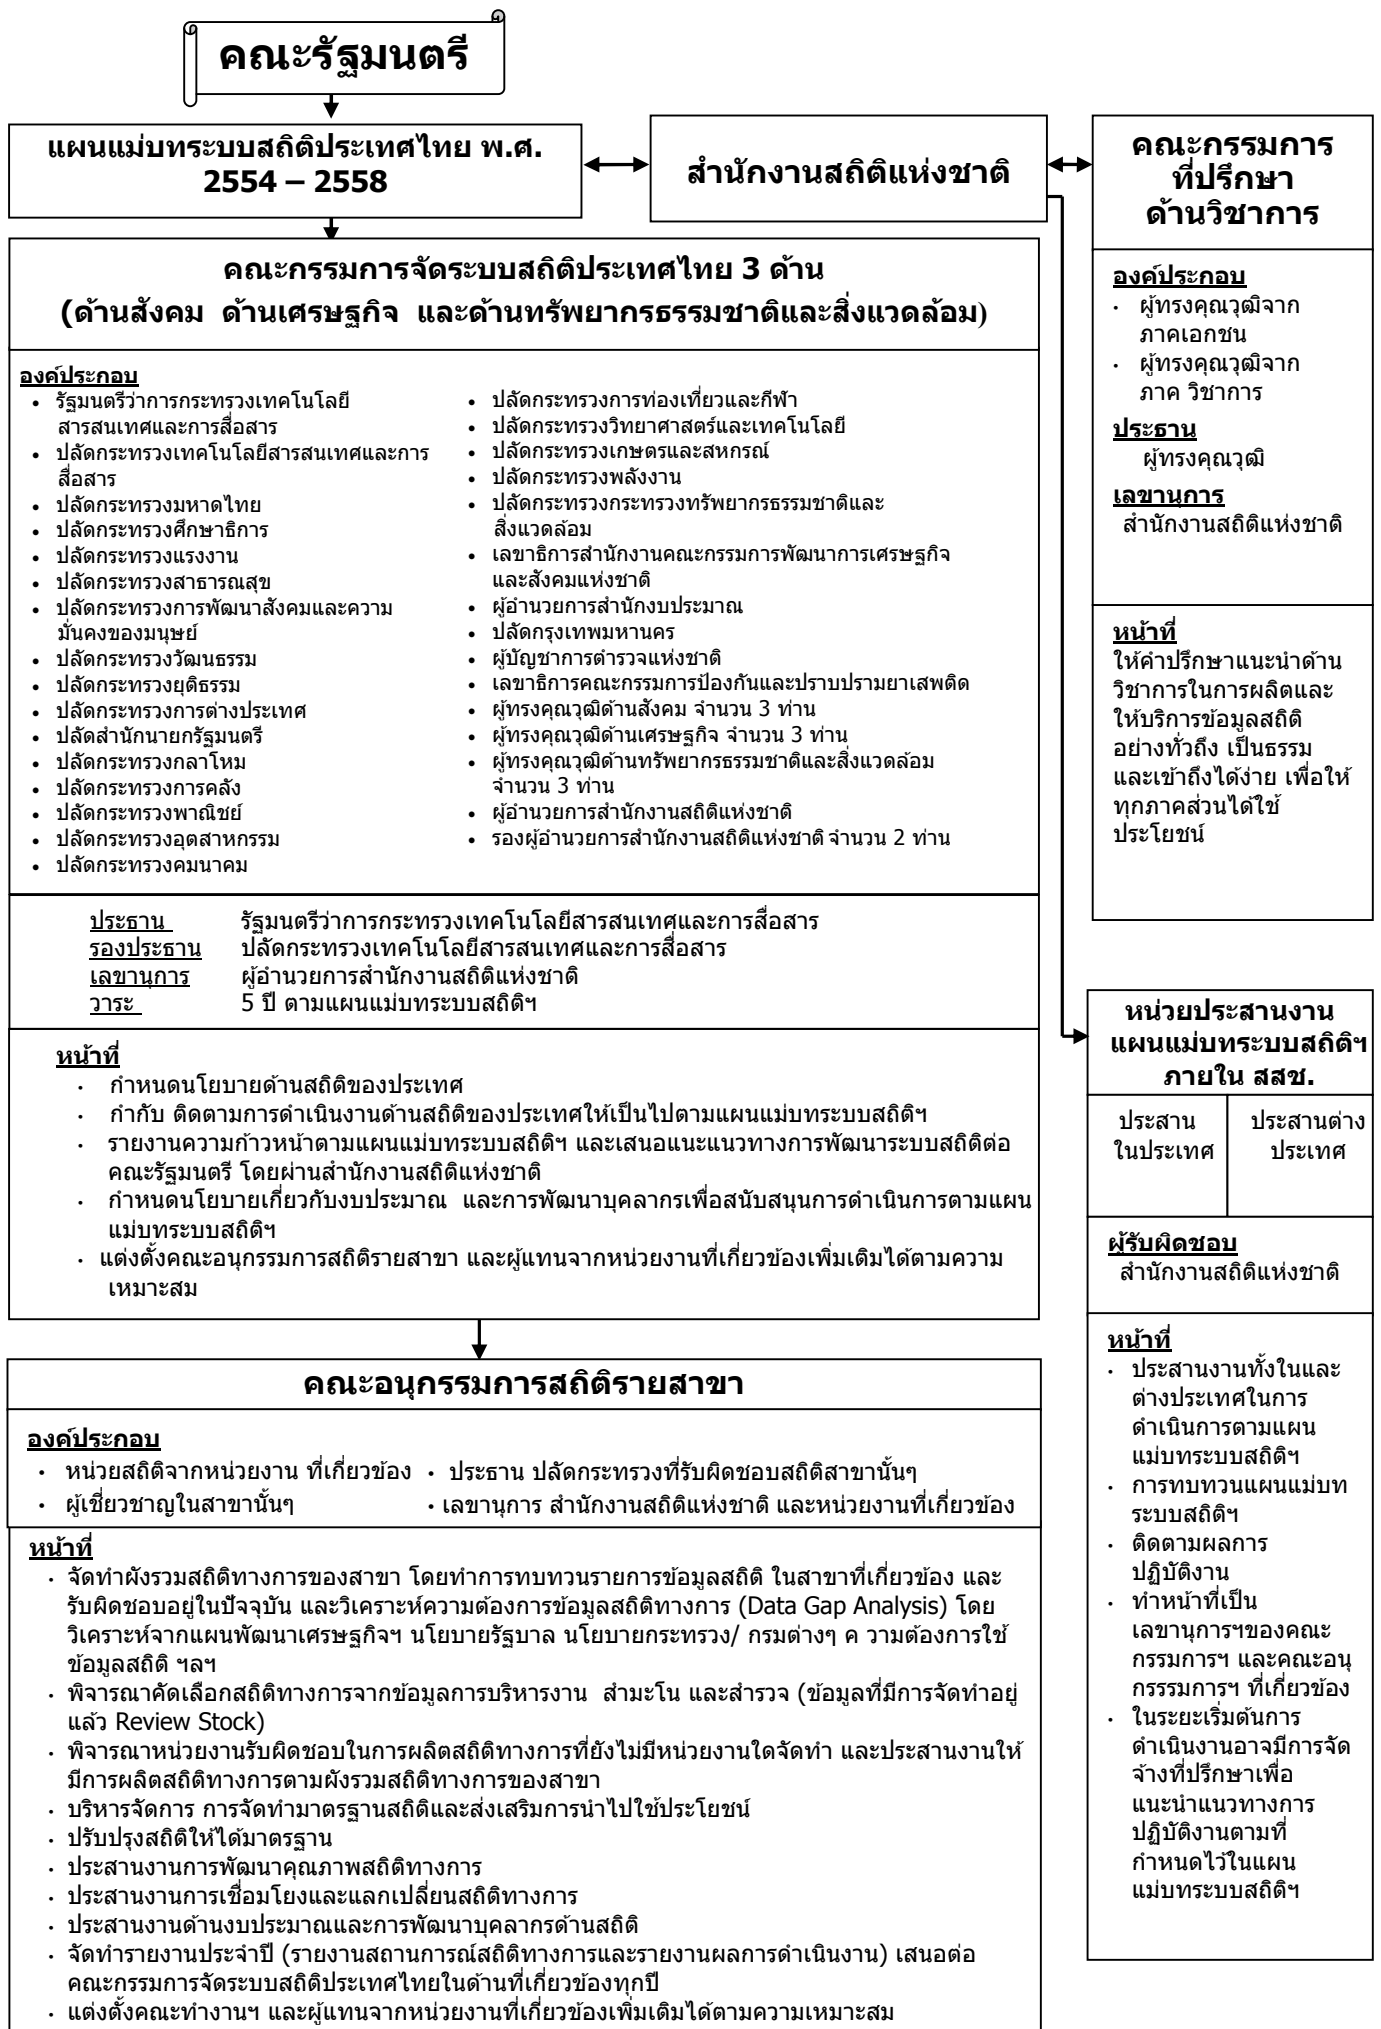 คณะรัฐมนตรี
แผนแม่บทระบบสถิติประเทศไทย พ.ศ.
2554 – 2558
สำนักงานสถิติแห่งชาติ
คณะกรรมการ
ที่ปรึกษา
ด้านวิชาการ
องค์ประกอบ
• ผู้ทรงคุณวุฒิจาก
ภาคเอกชน
• ผู้ทรงคุณวุฒิจาก
ภาค วิชาการ
ประธาน
ผู้ทรงคุณวุฒิ
เลขานุการ
สำนักงานสถิติแห่งชาติ
หน้าที่
ให้คำปรึกษาแนะนำด้าน
วิชาการในการผลิตและ
ให้บริการข้อมูลสถิติ
อย่างทั่วถึง เป็นธรรม
และเข้าถึงได้ง่าย เพื่อให้
ทุกภาคส่วนได้ใช้
ประโยชน์
คณะกรรมการจัดระบบสถิติประเทศไทย 3 ด้าน
(ด้านสังคม ด้านเศรษฐกิจ และด้านทรัพยากรธรรมชาติและสิ่งแวดล้อม)
องค์ประกอบ
• รัฐมนตรีว่าการกระทรวงเทคโนโลยี
สารสนเทศและการสื่อสาร
• ปลัดกระทรวงเทคโนโลยีสารสนเทศและการ
สื่อสาร
• ปลัดกระทรวงมหาดไทย
• ปลัดกระทรวงศึกษาธิการ
• ปลัดกระทรวงแรงงาน
• ปลัดกระทรวงสาธารณสุข
• ปลัดกระทรวงการพัฒนาสังคมและความ
มั่นคงของมนุษย์
• ปลัดกระทรวงวัฒนธรรม
• ปลัดกระทรวงยุติธรรม
• ปลัดกระทรวงการต่างประเทศ
• ปลัดสำนักนายกรัฐมนตรี
• ปลัดกระทรวงกลาโหม
• ปลัดกระทรวงการคลัง
• ปลัดกระทรวงพาณิชย์
• ปลัดกระทรวงอุตสาหกรรม
• ปลัดกระทรวงคมนาคม
• ปลัดกระทรวงการท่องเที่ยวและกีฬา
• ปลัดกระทรวงวิทยาศาสตร์และเทคโนโลยี
• ปลัดกระทรวงเกษตรและสหกรณ์
• ปลัดกระทรวงพลังงาน
• ปลัดกระทรวงกระทรวงทรัพยากรธรรมชาติและ
สิ่งแวดล้อม
• เลขาธิการสำนักงานคณะกรรมการพัฒนาการเศรษฐกิจ
และสังคมแห่งชาติ
• ผู้อำนวยการสำนักงบประมาณ
• ปลัดกรุงเทพมหานคร
• ผู้บัญชาการตำรวจแห่งชาติ
• เลขาธิการคณะกรรมการป้องกันและปราบปรามยาเสพติด
• ผู้ทรงคุณวุฒิด้านสังคม จำนวน 3 ท่าน
• ผู้ทรงคุณวุฒิด้านเศรษฐกิจ จำนวน 3 ท่าน
• ผู้ทรงคุณวุฒิด้านทรัพยากรธรรมชาติและสิ่งแวดล้อม
จำนวน 3 ท่าน
• ผู้อำนวยการสำนักงานสถิติแห่งชาติ
• รองผู้อำนวยการสำนักงานสถิติแห่งชาติ จำนวน 2 ท่าน
ประธาน รัฐมนตรีว่าการกระทรวงเทคโนโลยีสารสนเทศและการสื่อสาร
รองประธาน ปลัดกระทรวงเทคโนโลยีสารสนเทศและการสื่อสาร
เลขานุการ ผู้อำนวยการสำนักงานสถิติแห่งชาติ
วาระ 5 ปี ตามแผนแม่บทระบบสถิติฯ
หน้าที่
• กำหนดนโยบายด้านสถิติของประเทศ
• กำกับ ติดตามการดำเนินงานด้านสถิติของประเทศให้เป็นไปตามแผนแม่บทระบบสถิติฯ
• รายงานความก้าวหน้าตามแผนแม่บทระบบสถิติฯ และเสนอแนะแนวทางการพัฒนาระบบสถิติต่อ
คณะรัฐมนตรี โดยผ่านสำนักงานสถิติแห่งชาติ
• กำหนดนโยบายเกี่ยวกับงบประมาณ และการพัฒนาบุคลากรเพื่อสนับสนุนการดำเนินการตามแผน
แม่บทระบบสถิติฯ
• แต่งตั้งคณะอนุกรรมการสถิติรายสาขา และผู้แทนจากหน่วยงานที่เกี่ยวข้องเพิ่มเติมได้ตามความ
เหมาะสม
หน่วยประสานงาน
แผนแม่บทระบบสถิติฯ
ภายใน สสช.
ประสาน
ในประเทศ
ประสานต่าง
ประเทศ
ผู้รับผิดชอบ
สำนักงานสถิติแห่งชาติ
หน้าที่
• ประสานงานทั้งในและ
ต่างประเทศในการ
ดำเนินการตามแผน
แม่บทระบบสถิติฯ
• การทบทวนแผนแม่บท
ระบบสถิติฯ
• ติดตามผลการ
ปฏิบัติงาน
• ทำหน้าที่เป็น
เลขานุการฯของคณะ
กรรมการฯ และคณะอนุ
กรรรมการฯ ที่เกี่ยวข้อง
• ในระยะเริ่มต้นการ
ดำเนินงานอาจมีการจัด
จ้างที่ปรึกษาเพื่อ
แนะนำแนวทางการ
ปฏิบัติงานตามที่
กำหนดไว้ในแผน
แม่บทระบบสถิติฯ
คณะอนุกรรมการสถิติรายสาขา
องค์ประกอบ
• หน่วยสถิติจากหน่วยงาน ที่เกี่ยวข้อง • ประธาน ปลัดกระทรวงที่รับผิดชอบสถิติสาขานั้นๆ
• ผู้เชี่ยวชาญในสาขานั้นๆ • เลขานุการ สำนักงานสถิติแห่งชาติ และหน่วยงานที่เกี่ยวข้อง
หน้าที่
• จัดทำผังรวมสถิติทางการของสาขา โดยทำการทบทวนรายการข้อมูลสถิติ ในสาขาที่เกี่ยวข้อง และ
รับผิดชอบอยู่ในปัจจุบัน และวิเคราะห์ความต้องการข้อมูลสถิติทางการ (Data Gap Analysis) โดย
วิเคราะห์จากแผนพัฒนาเศรษฐกิจฯ นโยบายรัฐบาล นโยบายกระทรวง/ กรมต่างๆ ค วามต้องการใช้
ข้อมูลสถิติ ฯลฯ
• พิจารณาคัดเลือกสถิติทางการจากข้อมูลการบริหารงาน สำมะโน และสำรวจ (ข้อมูลที่มีการจัดทำอยู่
แล้ว Review Stock)
• พิจารณาหน่วยงานรับผิดชอบในการผลิตสถิติทางการที่ยังไม่มีหน่วยงานใดจัดทำ และประสานงานให้
มีการผลิตสถิติทางการตามผังรวมสถิติทางการของสาขา
• บริหารจัดการ การจัดทำมาตรฐานสถิติและส่งเสริมการนำไปใช้ประโยชน์
• ปรับปรุงสถิติให้ได้มาตรฐาน
• ประสานงานการพัฒนาคุณภาพสถิติทางการ
• ประสานงานการเชื่อมโยงและแลกเปลี่ยนสถิติทางการ
• ประสานงานด้านงบประมาณและการพัฒนาบุคลากรด้านสถิติ
• จัดทำรายงานประจำปี (รายงานสถานการณ์สถิติทางการและรายงานผลการดำเนินงาน) เสนอต่อ
คณะกรรมการจัดระบบสถิติประเทศไทยในด้านที่เกี่ยวข้องทุกปี
• แต่งตั้งคณะทำงานฯ และผู้แทนจากหน่วยงานที่เกี่ยวข้องเพิ่มเติมได้ตามความเหมาะสม